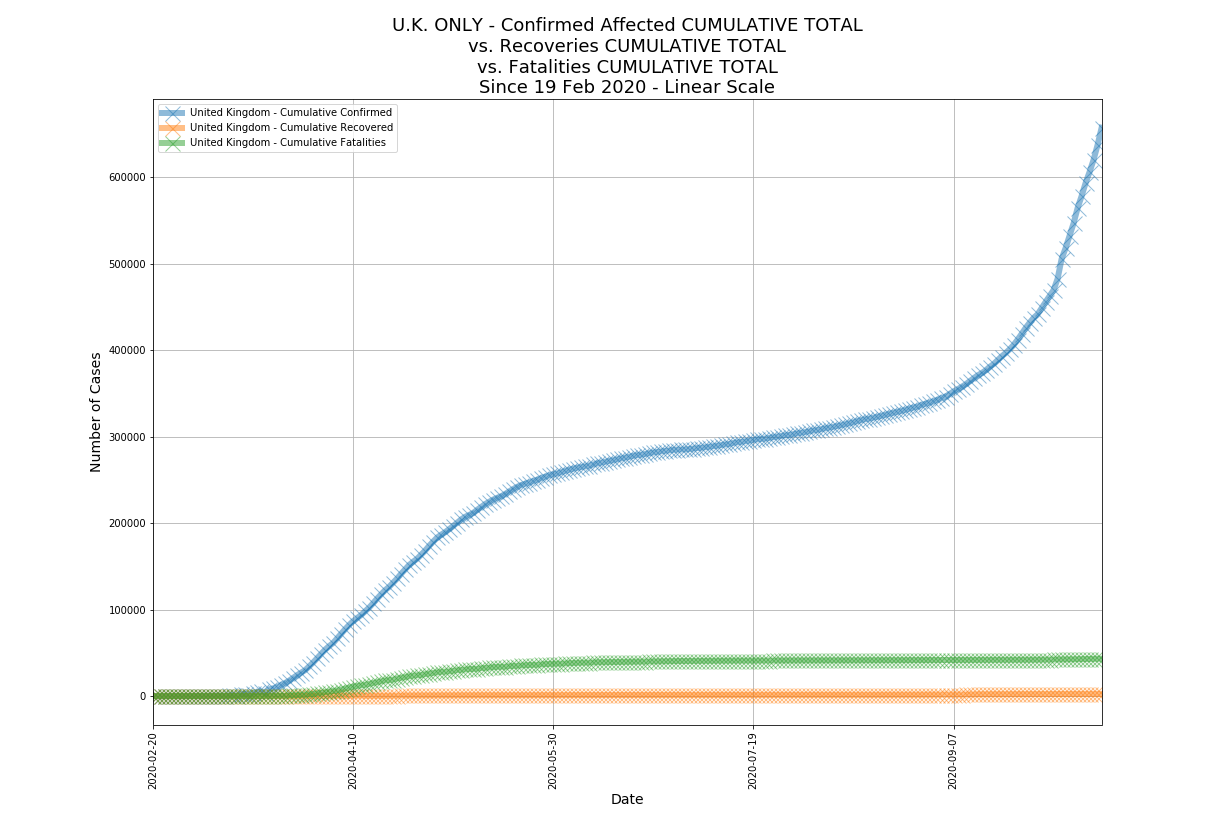 U.K. ONLY - Confirmed Affected CUMULATIVE TOTAL
vs. Recoveries CUMULATIVE TOTAL
vs. Fatalities CUMULATIVE TOTAL
Since 19 Feb 2020 - Linear Scale
United Kingdom - Cumulative Confirmed
United Kingdom - Cumulative Recovered
United Kingdom - Cumulative Fatalities
Number of Cases
600000
500000
400000
300000
200000
100000
0
2020-02-20
2020-04-10
2020-05-30
2020-07-19
2020-09-07
Date